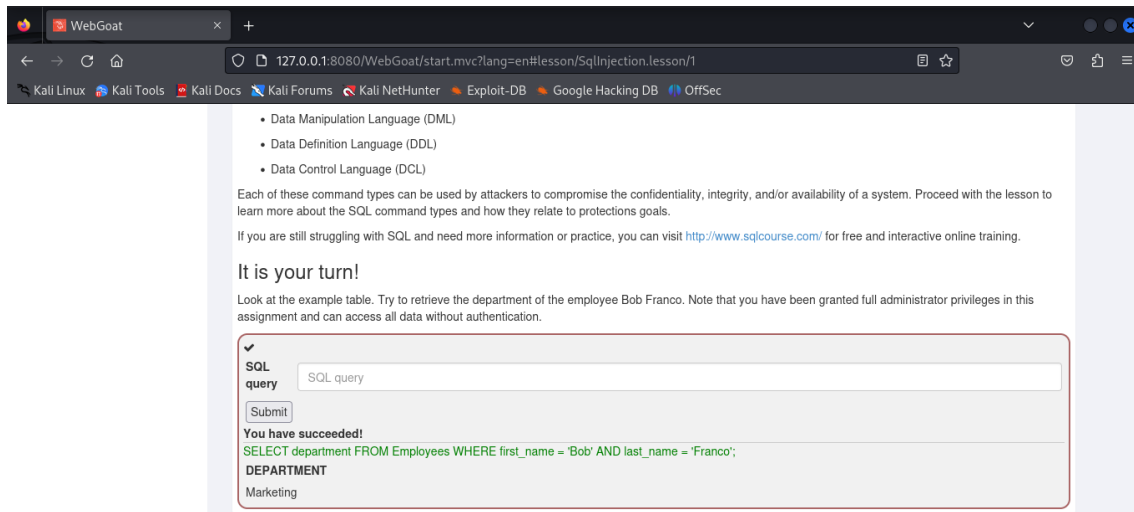 WebGoat
127.0.0.1:8080/WebGoat/start.mvc?lang=en#lesson/SqlInjection.lesson/1
Kali Linux Kali Tools Kali Docs Kali Forums Kali NetHunter Exploit-DB Google Hacking DB OffSec
• Data Manipulation Language (DML)
• Data Definition Language (DDL)
• Data Control Language (DCL)
Each of these command types can be used by attackers to compromise the confidentiality, integrity, and/or availability of a system. Proceed with the lesson to
learn more about the SQL command types and how they relate to protections goals.
If you are still struggling with SQL and need more information or practice, you can visit http://www.sqlcourse.com/ for free and interactive online training.
It is your turn!
Look at the example table. Try to retrieve the department of the employee Bob Franco. Note that you have been granted full administrator privileges in this
assignment and can access all data without authentication.
SQL
query
SQL query
Submit
You have succeeded!
SELECT department FROM Employees WHERE first_name = 'Bob' AND last_name = 'Franco';
DEPARTMENT
Marketing